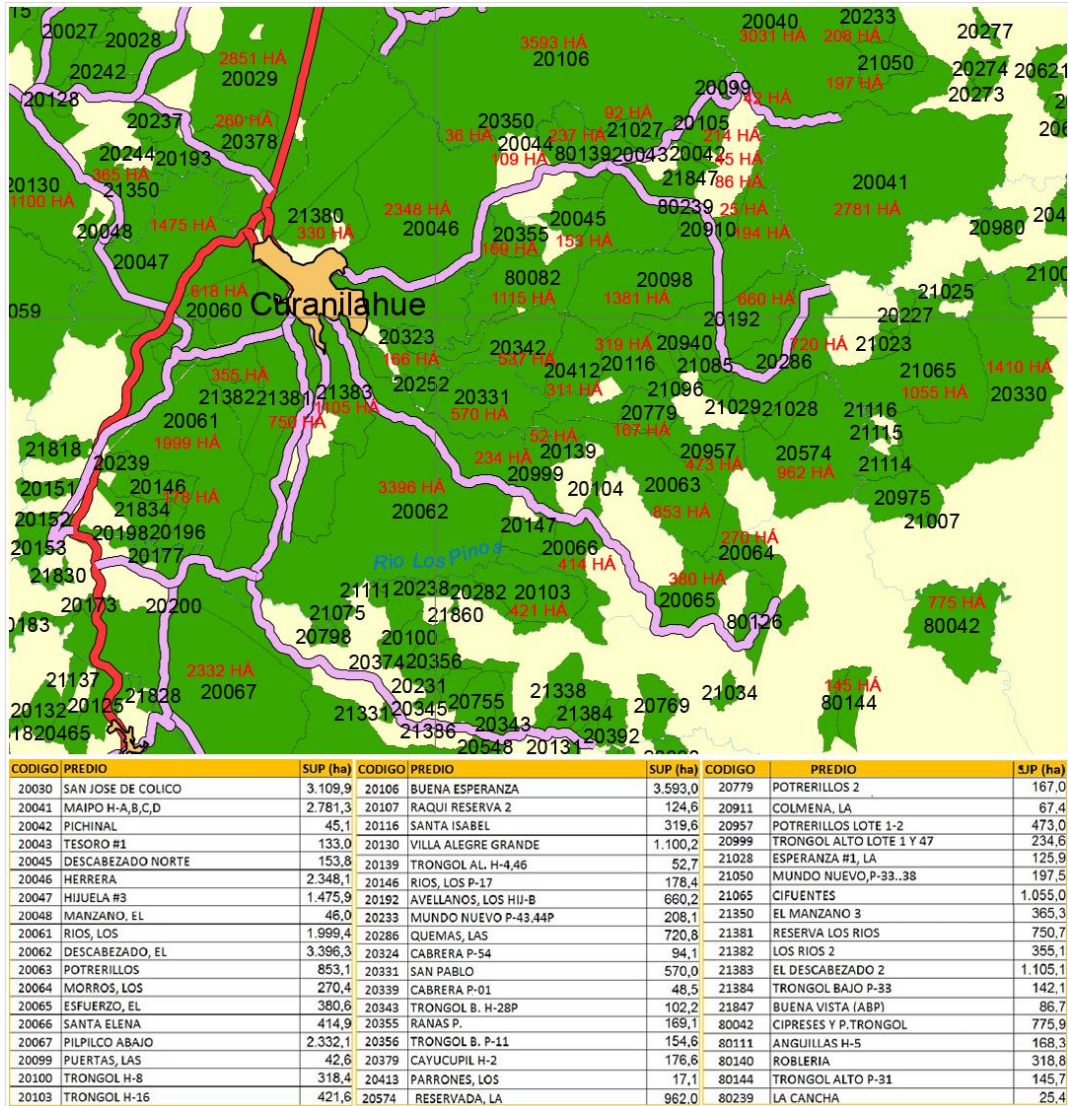 15
20027
20028
20242
20128
20237
2851 HÁ
20029
260 HÁ
20378
3593 HÁ
20106
20040
3031 HÁ
20233
208 HÁ
21050
197 HÁ
20277
20274
20621
20273
20099
42 HÁ
92 HÁ
20350
36 HÁ
20044
237 HÁ
21027
20105
214 HÁ
109 HÁ
80139
20043
20042
45 HÁ
21847
86 HÁ
20244
20193
365 HÁ
21350
20130
1100 HÁ
20048
1475 HÁ
20047
21380
330 HÁ
2348 HÁ
20046
20045
153 HÁ
20355
169 HÁ
80239
25 HÁ
20910
194 HÁ
20041
2781 HÁ
20980
80082
1115 HÁ
20098
1381 HÁ
660 HÁ
20192
21025
20227
059
618 HÁ
20060
Curanilahue
20323
166 HÁ
20252
20342
537 HÁ
319 HÁ
20940
20412
20116
311 HÁ
21085
21096
20286
720 HÁ
21023
21065
1055 HÁ
1410 HÁ
20330
355 HÁ
21382
21381
21383
1105 HÁ
750 HÁ
20061
1999 HÁ
20331
570 HÁ
20779
167 HÁ
21029
21028
21116
21115
21114
52 HÁ
20139
234 HÁ
20999
20104
20957
473 HÁ
20574
962 HÁ
20063
853 HÁ
20975
21007
21818
20239
20151
20146
178 HÁ
21834
20152
20198
20196
20153
20177
21830
3396 HÁ
20062
20147
20066
414 HÁ
270 HÁ
20064
Rio Los Pinos
20173
20200
21111
20238
20282
20103
421 HÁ
380 HÁ
20065
80126
775 HÁ
80042
0183
21075
21860
20798
20100
20374
20356
2332 HÁ
20067
21137
21828
20132
20125
20465
20231
20345
20755
21331
21386
20343
20548
20131
21338
21384
20392
20769
21034
145 HÁ
80144
CODIGO PREDIO SUP (ha)
20030 SAN JOSE DE COLICO 3.109,9
20041 MAIPO H-A,B,C,D 2.781,3
20042 PICHINAL 45,1
20043 TESORO #1 133,0
20045 DESCABEZADO NORTE 153,8
20046 HERRERA 2.348,1
20047 HIJUELA #3 1.475,9
20048 MANZANO, EL 46,0
20061 RIOS, LOS 1.999,4
20062 DESCABEZADO, EL 3.396,3
20063 POTRERILLOS 853,1
20064 MORROS, LOS 270,4
20065 ESFUERZO, EL 380,6
20066 SANTA ELENA 414,9
20067 PILPILCO ABAJO 2.332,1
20099 PUERTAS, LAS 42,6
20100 TRONGOL H-8 318,4
20103 TRONGOL H-16 421,6
CODIGO PREDIO SUP (ha)
20106 BUENA ESPERANZA 3.593,0
20107 RAQUI RESERVA 2 124,6
20116 SANTA ISABEL 319,6
20130 VILLA ALEGRE GRANDE 1.100,2
20139 TRONGOL AL. H-4,46 52,7
20146 RIOS, LOS P-17 178,4
20192 AVELLANOS, LOS HIJ-B 660,2
20233 MUNDO NUEVO P-43,44P 208,1
20286 QUEMAS, LAS 720,8
20324 CABRERA P-54 94,1
20331 SAN PABLO 570,0
20339 CABRERA P-01 48,5
20343 TRONGOL B. H-28P 102,2
20355 RANAS P. 169,1
20356 TRONGOL B. P-11 154,6
20379 CAYUCUPIL H-2 176,6
20413 PARRONES, LOS 17,1
20574 RESERVADA, LA 962,0
CODIGO PREDIO SUP (ha)
20779 POTRERILLOS 2 167,0
20911 COLMENA, LA 67,4
20957 POTRERILLOS LOTE 1-2 473,0
20999 TRONGOL ALTO LOTE 1 Y 47 234,6
21028 ESPERANZA #1, LA 125,9
21050 MUNDO NUEVO,P-33..38 197,5
21065 CIFUENTES 1.055,0
21350 EL MANZANO 3 365,3
21381 RESERVA LOS RIOS 750,7
21382 LOS RIOS 2 355,1
21383 EL DESCABEZADO 2 1.105,1
21384 TRONGOL BAJO P-33 142,1
21847 BUENA VISTA (ABP) 86,7
80042 CIPRESES Y P.TRONGOL 775,9
80111 ANGUILLAS H-5 168,3
80140 ROBLERIA 318,8
80144 TRONGOL ALTO P-31 145,7
80239 LA CANCHA 25,4